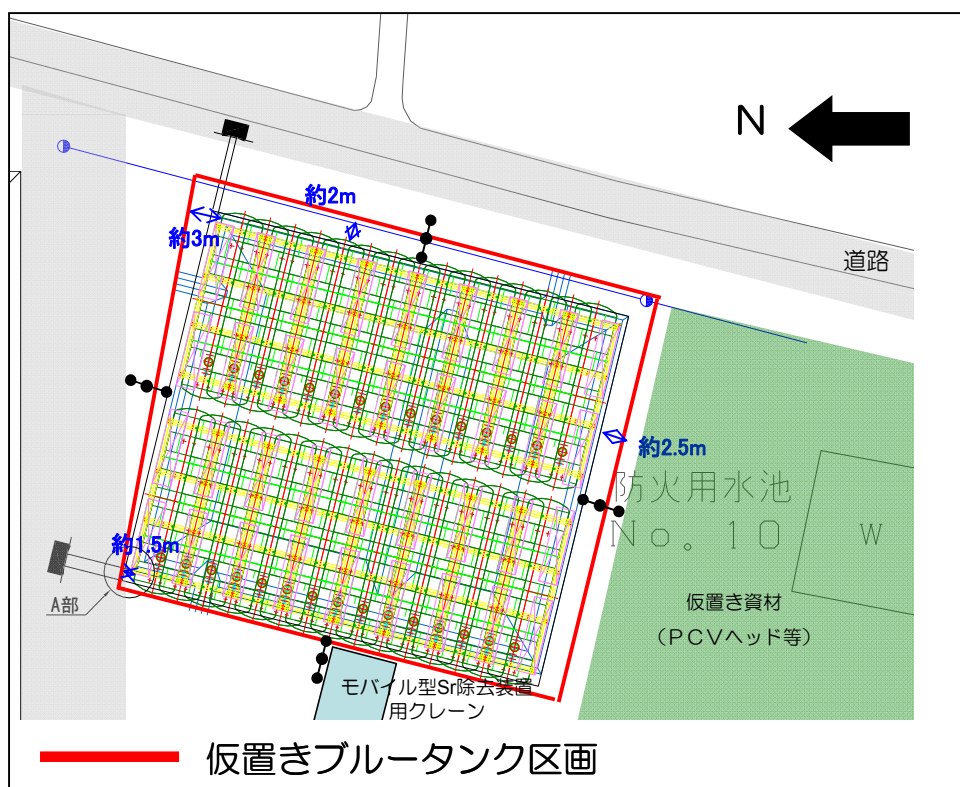 N
約2m
約3m
道路
約2.5m
防火用水池
No。10
W
約1.5m
A部
仮置き資材
（PCVヘッド等）
モバイル型Sr除去装置
用クレーン
仮置きブルータンク区画